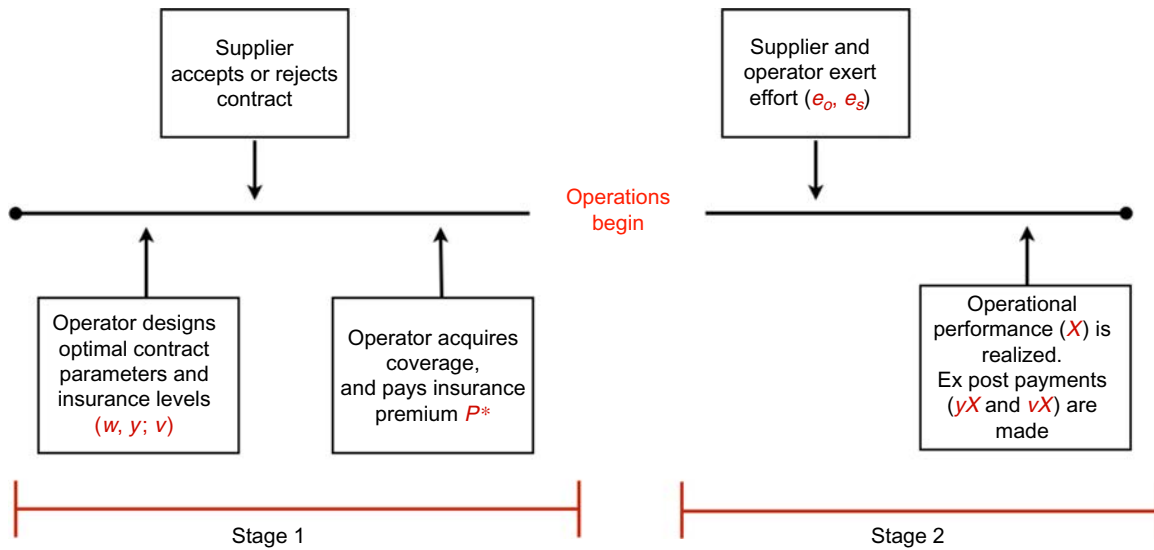 Supplier
accepts or rejects
contract
Supplier and
operator exert
effort (eₒ, eₛ)
Operations
begin
Operator designs
optimal contract
parameters and
insurance levels
(w, y; v)
Operator acquires
coverage,
and pays insurance
premium P*
Operational
performance (X) is
realized.
Ex post payments
(yX and vX) are
made
Stage 1
Stage 2